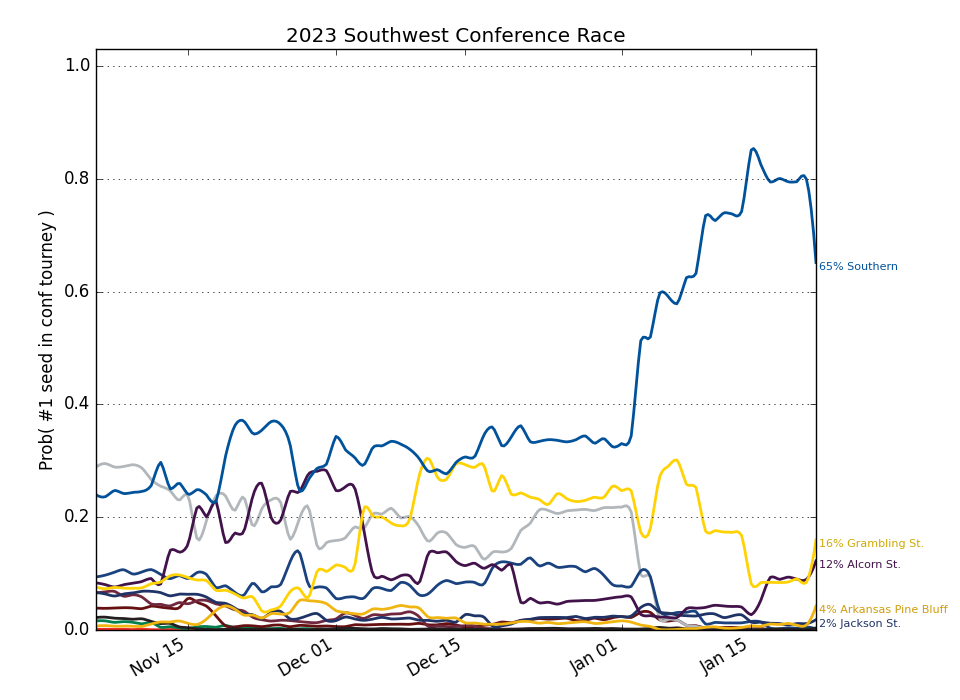 2023 Southwest Conference Race
Prob( #1 seed in conf tourney )
1.0
0.8
0.6
0.4
0.2
0.0
65% Southern
16% Grambling St.
12% Alcorn St.
4% Arkansas Pine Bluff
2% Jackson St.
Nov 15
Dec 01
Dec 15
Jan 01
Jan 15